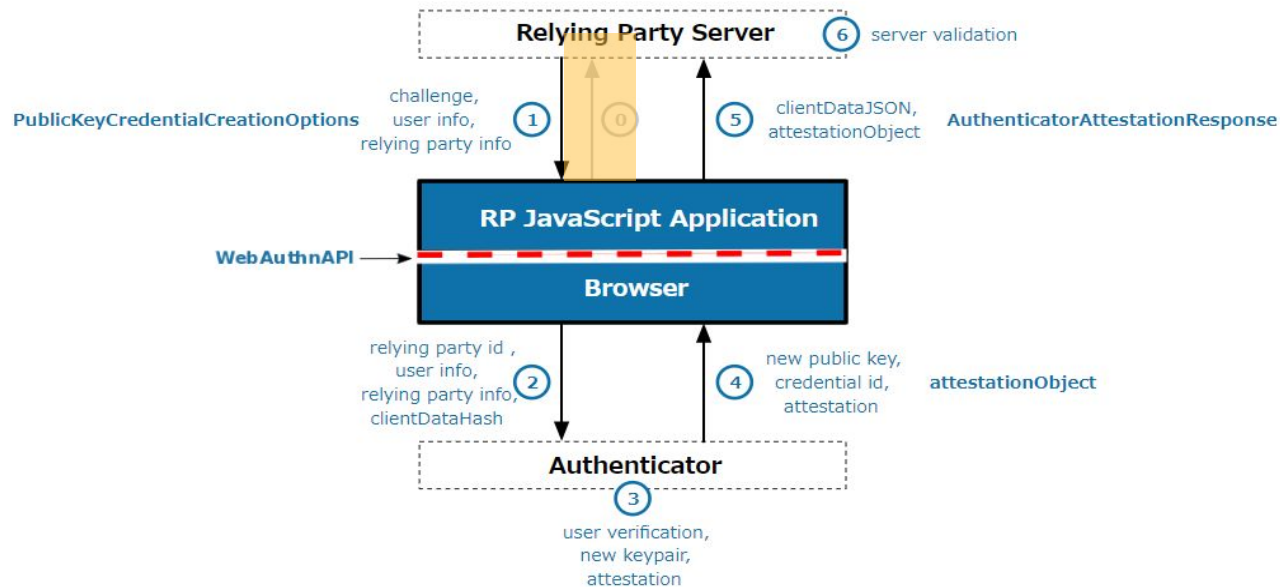 Relying Party Server
6 server validation
PublicKeyCredentialCreationOptions
challenge,
user info,
relying party info
1
0
5
clientDataJSON,
attestationObject
AuthenticatorAttestationResponse
RP JavaScript Application
WebAuthnAPI
Browser
relying party id ,
user info,
relying party info,
clientDataHash
2
4
new public key,
credential id,
attestation
attestationObject
Authenticator
3
user verification,
new keypair,
attestation